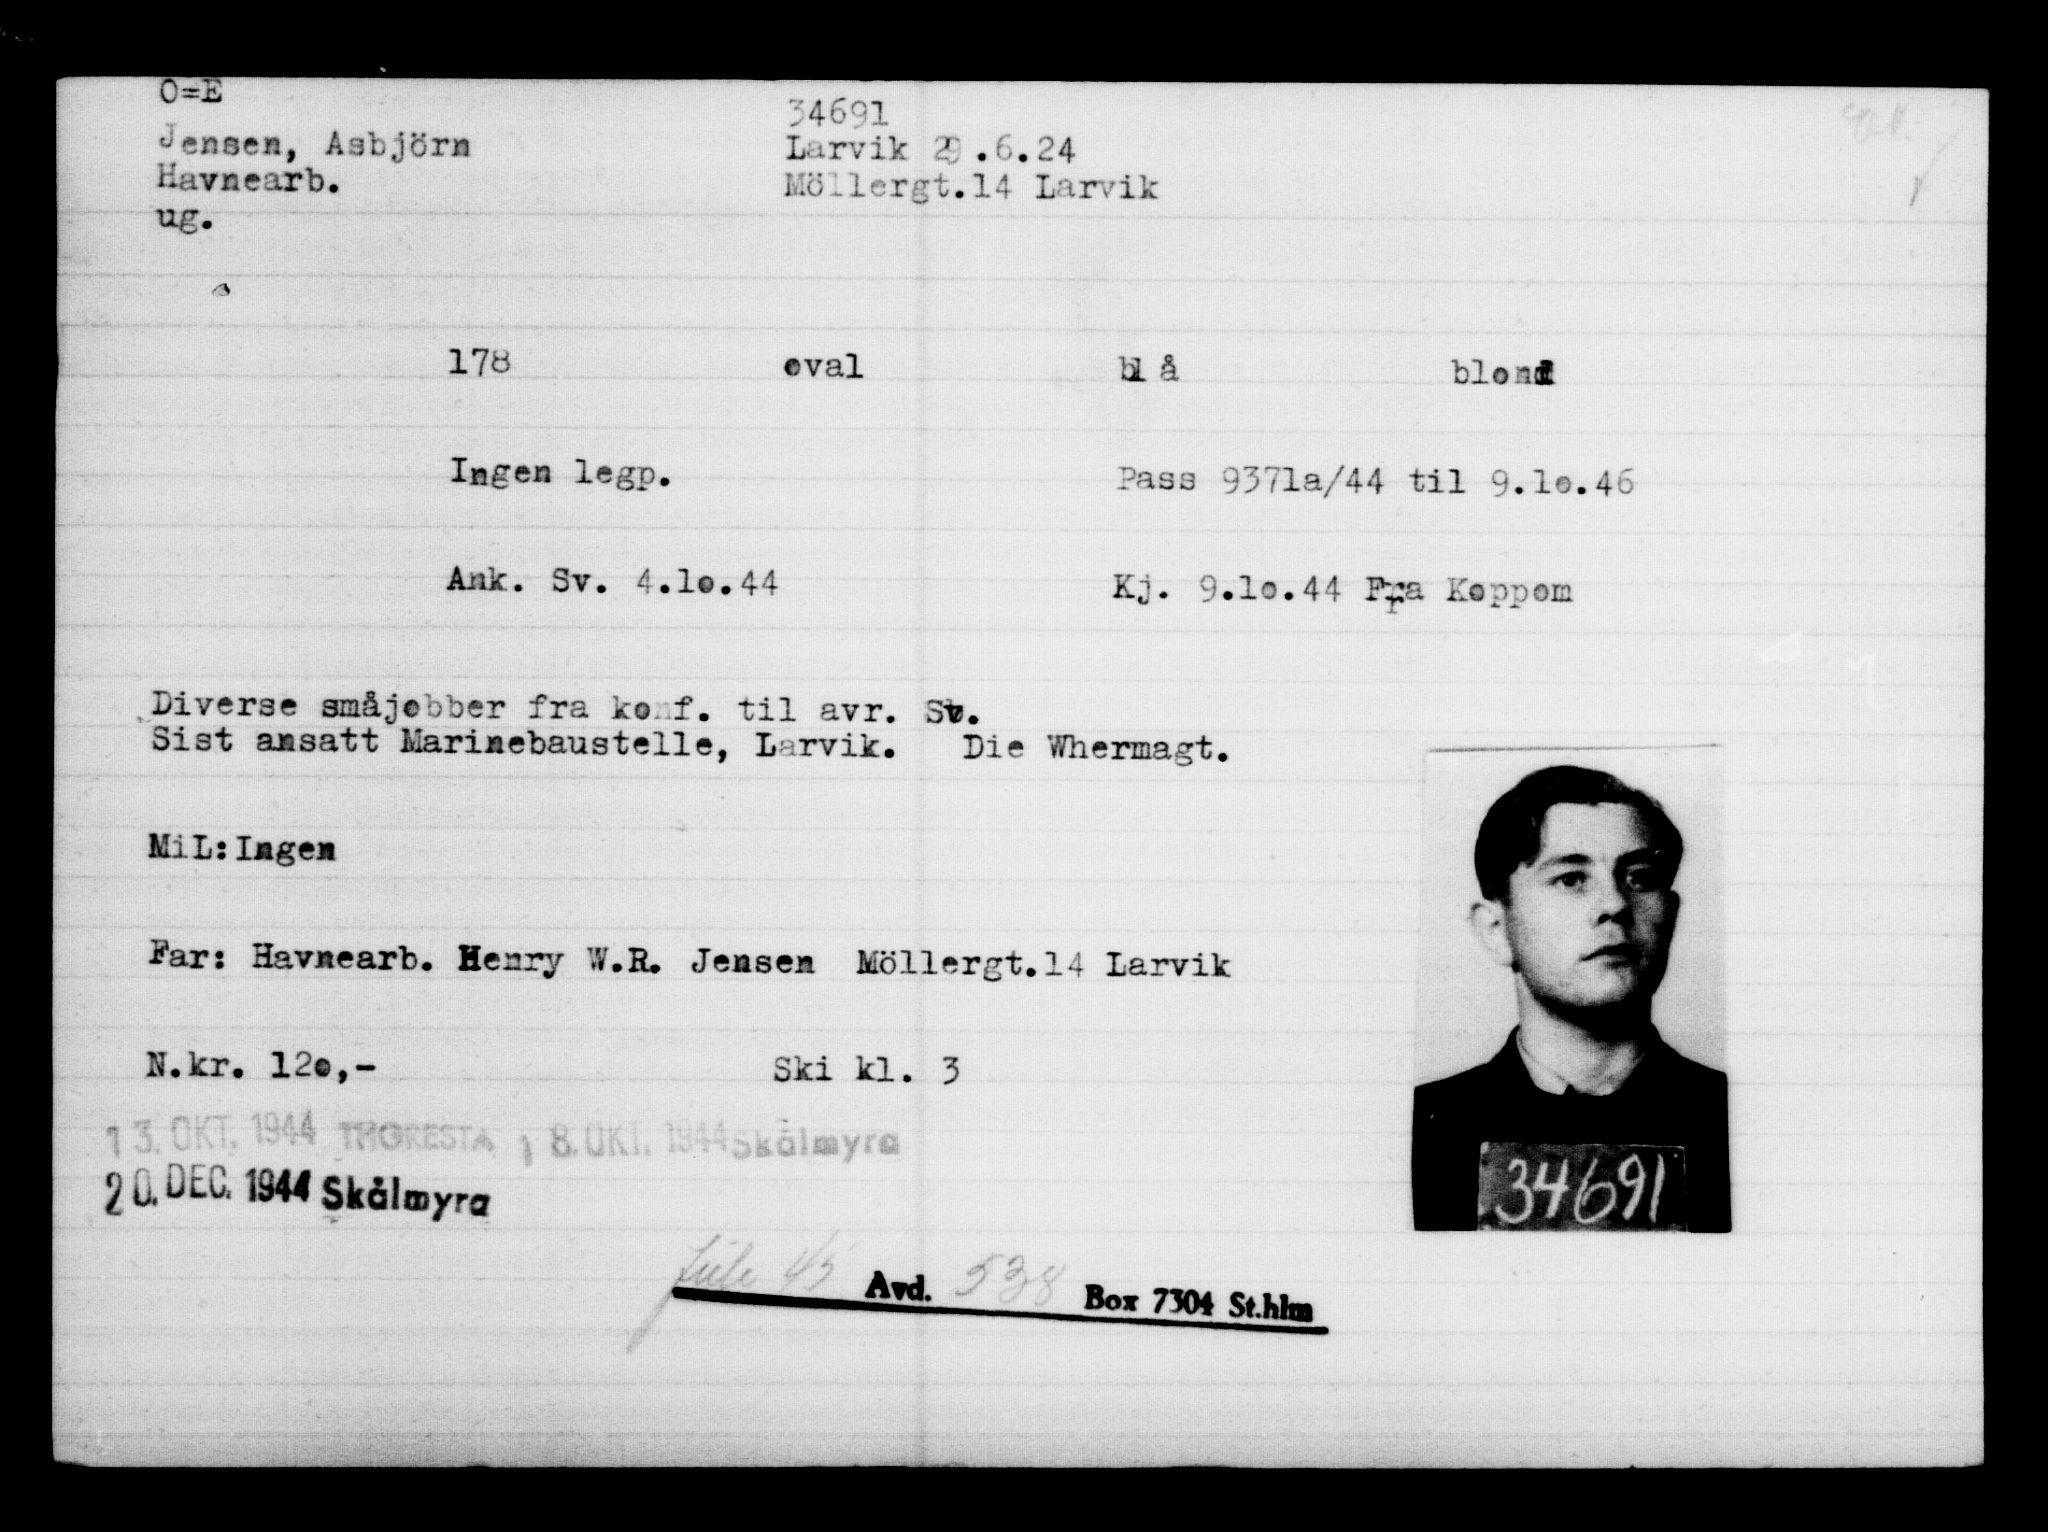 O=E
34691
Jensen, Asbjörn
Larvik 29.6.24
Havnearb.
Möllergt.14 Larvik
ug.
178 oval blå blond
Ingen legp. Pass 9371a/44 til 9.10.46
Ank. Sv. 4.10.44 Kj. 9.10.44 Fra Koppom
Diverse småjobber fra konf. til avr. Sv.
Sist ansatt Marinebaustelle, Larvik. Die Whermagt.
MiL:Ingen
Far: Havnearb. Henry W.R. Jensen Möllergt.14 Larvik
N.kr. 120,- Ski kl. 3
13. OKT. 1944 THORESTA 18. OKT. 1944 Skålmyra
20. DEC. 1944 Skålmyra
34691
45 Avd. 538 Box 7304 St.hlm